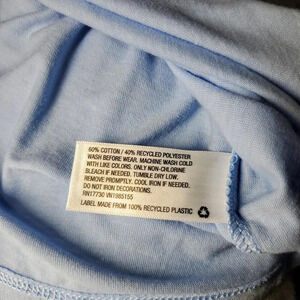 60% COTTON / 40% RECYCLED POLYESTER
WASH BEFORE WEAR. MACHINE WASH COLD
WITH LIKE COLORS. ONLY NON-CHLORINE
BLEACH IF NEEDED. TUMBLE DRY LOW.
REMOVE PROMPTLY. COOL IRON IF NEEDED.
DO NOT IRON DECORATIONS.
RN17730 VN1985155
LABEL MADE FROM 100% RECYCLED PLASTIC